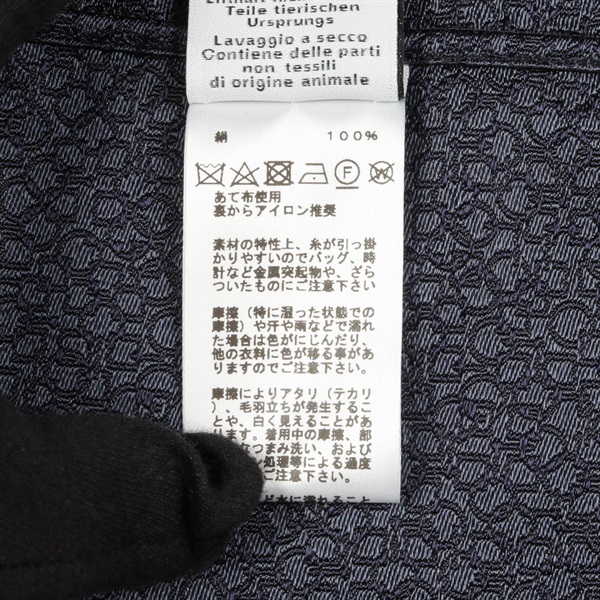 Teile tierischen
Ursprungs
Lavaggio a secco
Contiene delle parti
non tessili
di origine animale
絹 100%
あて布使用
裏からアイロン推奨
素材の特性上、糸が引っ掛
かりやすいのでバッグ、時
計など金属突起物や、ざら
ついたものにご注意下さい
摩擦（特に湿った状態での
摩擦）や汗や雨などで濡れ
た場合は色がにじんだり、
他の衣料に色が移る事があ
りますのでご注意下さい
摩擦によりアタリ（テカリ
）、毛羽立ちが発生するこ
とや、白く見えることがあ
ります。着用中の摩擦、部
なつまみ洗い、および
ン処理等による過度
ご注意下さい。